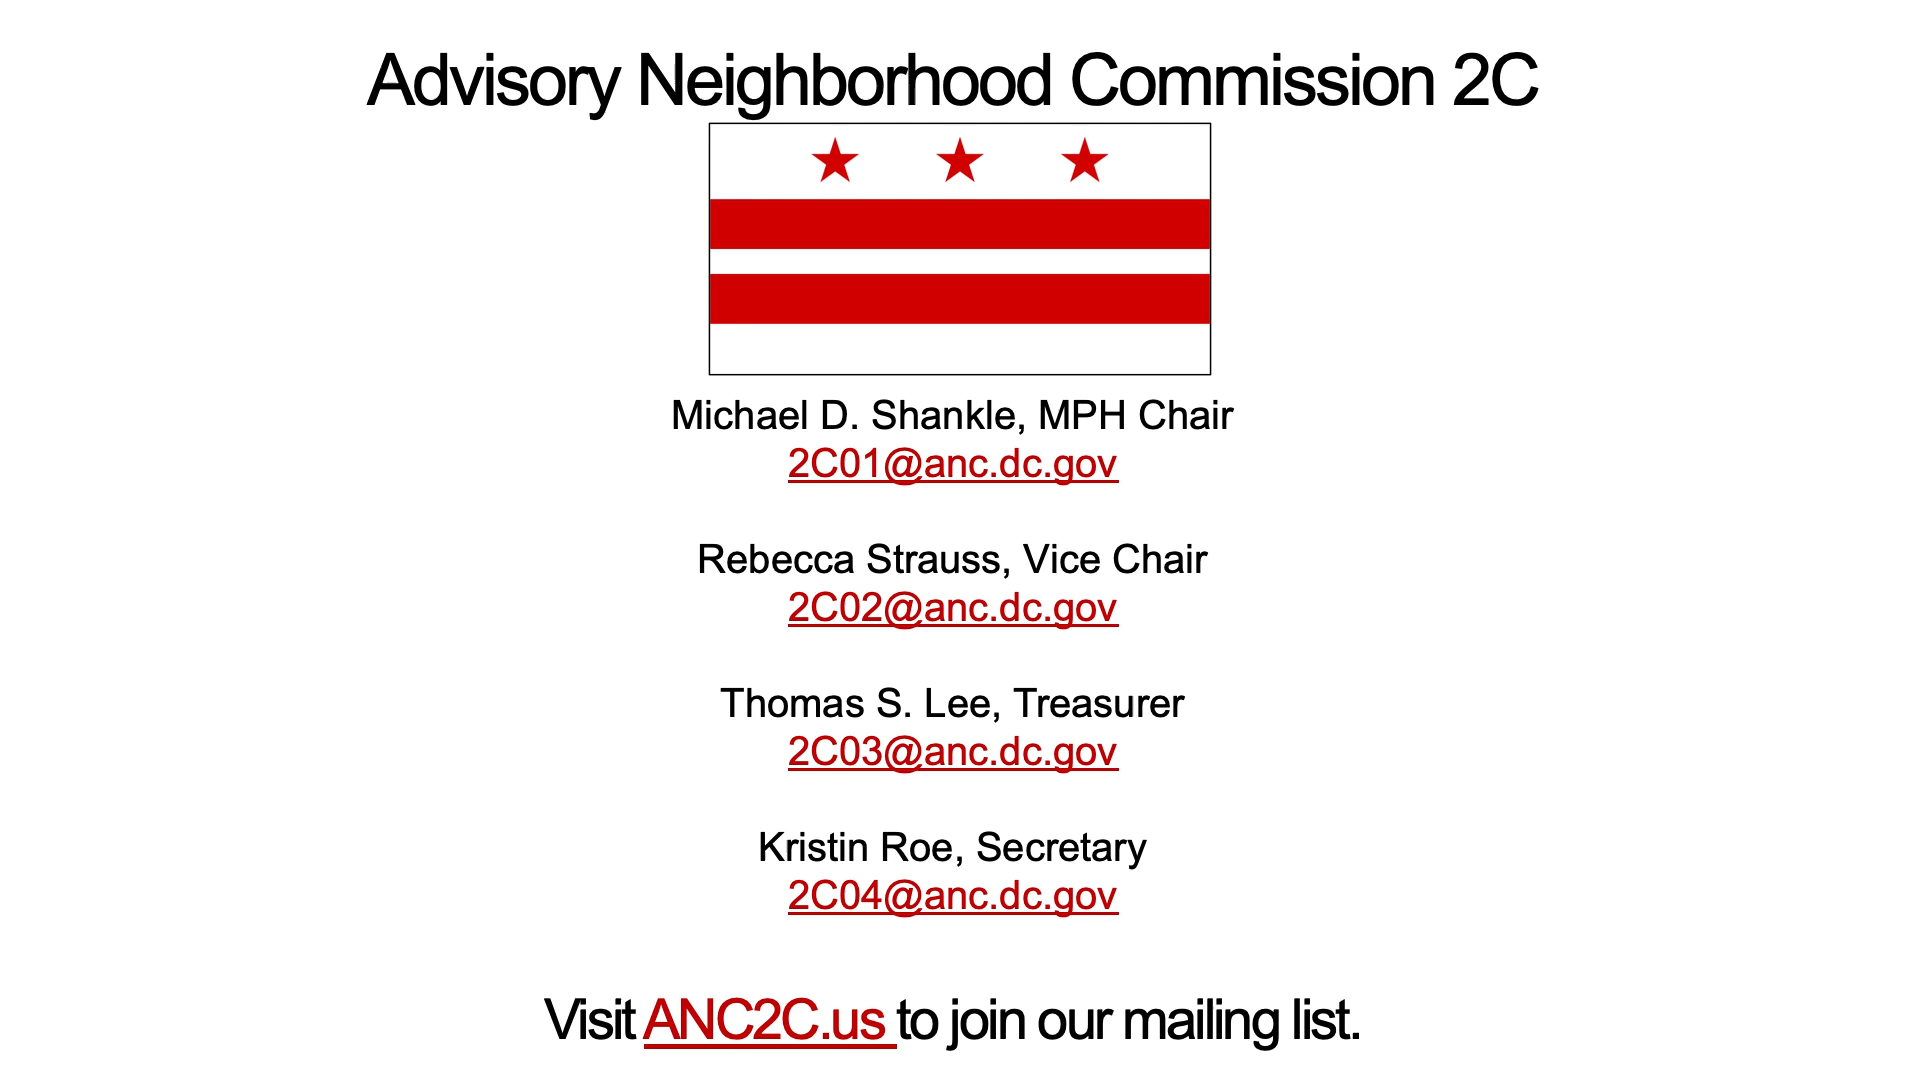 Advisory Neighborhood Commission 2C
Michael D. Shankle, MPH Chair
2C01@anc.dc.gov
Rebecca Strauss, Vice Chair
2C02@anc.dc.gov
Thomas S. Lee, Treasurer
2C03@anc.dc.gov
Kristin Roe, Secretary
2C04@anc.dc.gov
Visit ANC2C.us to join our mailing list.